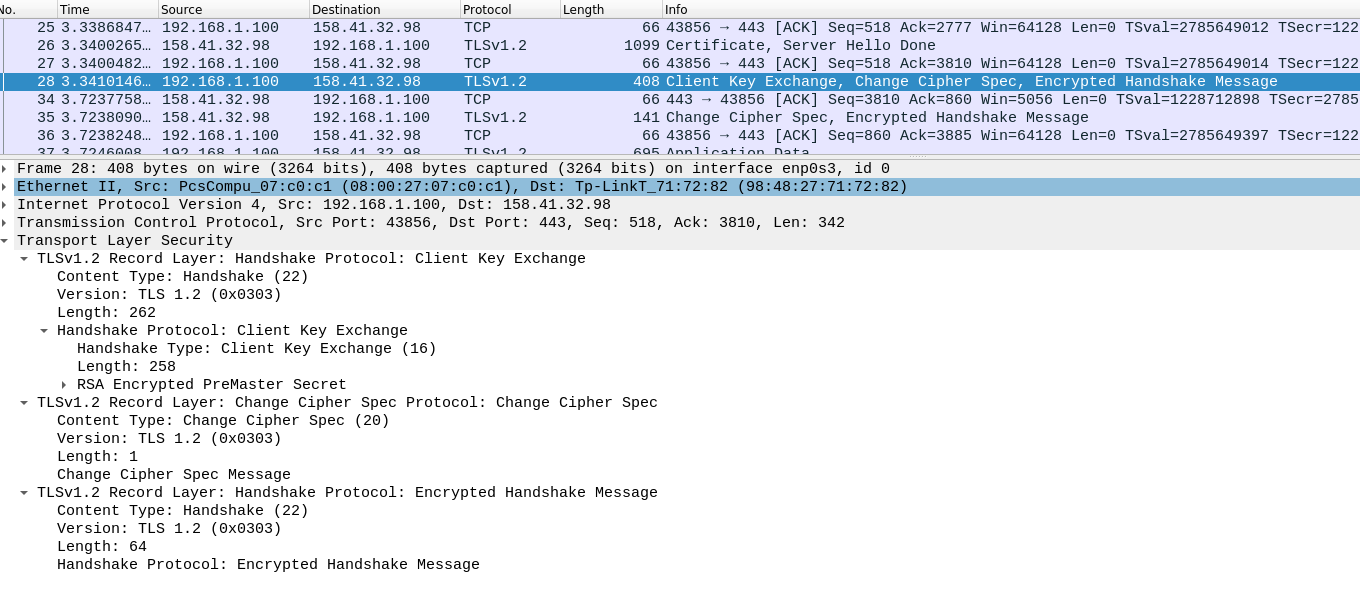 No. Time Source Destination Protocol Length Info
25 3.3386847… 192.168.1.100 158.41.32.98 TCP 66 43856 → 443 [ACK] Seq=518 Ack=2777 Win=64128 Len=0 TSval=2785649012 TSecr=122
26 3.3400265… 158.41.32.98 192.168.1.100 TLSv1.2 1099 Certificate, Server Hello Done
27 3.3400482… 192.168.1.100 158.41.32.98 TCP 66 43856 → 443 [ACK] Seq=518 Ack=3810 Win=64128 Len=0 TSval=2785649014 TSecr=122
28 3.3410146… 192.168.1.100 158.41.32.98 TLSv1.2 408 Client Key Exchange, Change Cipher Spec, Encrypted Handshake Message
34 3.7237758… 158.41.32.98 192.168.1.100 TCP 66 443 → 43856 [ACK] Seq=3810 Ack=860 Win=5056 Len=0 TSval=1228712898 TSecr=2785
35 3.7238090… 158.41.32.98 192.168.1.100 TLSv1.2 141 Change Cipher Spec, Encrypted Handshake Message
36 3.7238248… 192.168.1.100 158.41.32.98 TCP 66 43856 → 443 [ACK] Seq=860 Ack=3885 Win=64128 Len=0 TSval=2785649397 TSecr=122
37 3.7246008 192.168.1.100 158.41.32.98 TLSv1.2 695 Application Data
Frame 28: 408 bytes on wire (3264 bits), 408 bytes captured (3264 bits) on interface enp0s3, id 0
Ethernet II, Src: PcsCompu_07:c0:c1 (08:00:27:07:c0:c1), Dst: Tp-LinkT_71:72:82 (98:48:27:71:72:82)
Internet Protocol Version 4, Src: 192.168.1.100, Dst: 158.41.32.98
Transmission Control Protocol, Src Port: 43856, Dst Port: 443, Seq: 518, Ack: 3810, Len: 342
Transport Layer Security
TLSv1.2 Record Layer: Handshake Protocol: Client Key Exchange
Content Type: Handshake (22)
Version: TLS 1.2 (0x0303)
Length: 262
Handshake Protocol: Client Key Exchange
Handshake Type: Client Key Exchange (16)
Length: 258
RSA Encrypted PreMaster Secret
TLSv1.2 Record Layer: Change Cipher Spec Protocol: Change Cipher Spec
Content Type: Change Cipher Spec (20)
Version: TLS 1.2 (0x0303)
Length: 1
Change Cipher Spec Message
TLSv1.2 Record Layer: Handshake Protocol: Encrypted Handshake Message
Content Type: Handshake (22)
Version: TLS 1.2 (0x0303)
Length: 64
Handshake Protocol: Encrypted Handshake Message